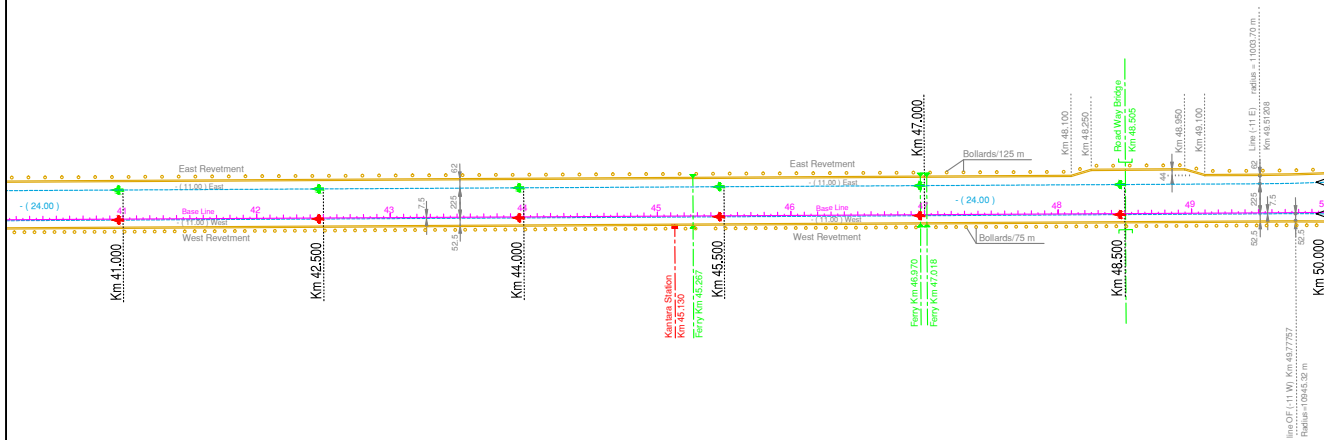 East Revetment
- ( 11.00 ) East
- ( 24.00 )
Base Line
- ( 11.00 ) West
West Revetment
41
42
43
45
46
48
49
Km 41.000
Km 42.500
Km 44.000
Km 45.500
Km 47.000
Km 48.500
Km 50.000
7.5
62
225
52.5
Kantara Station
Km 45.130
Ferry Km 45.267
East Revetment
- ( 11.00 ) East
Base Line
- ( 11.00 ) West
West Revetment
Ferry Km 46.970
Ferry Km 47.018
Bollards/125 m
- ( 24.00 )
Bollards/75 m
Km 48.100
Km 48.250
Road Way Bridge
Km 48.505
Km 48.950
Km 49.100
44
Line (-11 E) radius = 11003.70 m
Km 49.51208
62
225
7.5
52.5
52.5
line OF (-11 W) Km 49.77757
Radius=10945.32 m